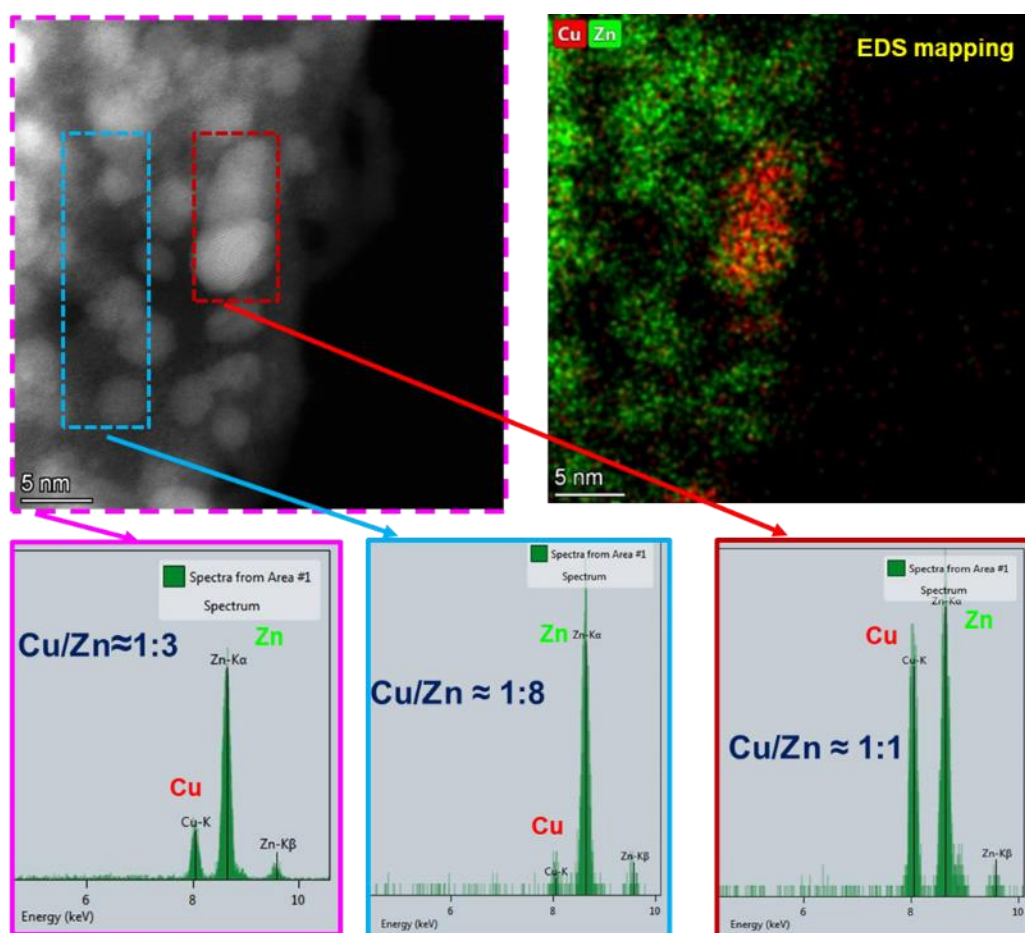 Cu Zn
EDS mapping
5 nm
5 nm
Spectra from Area #1
Spectrum
Cu/Zn≈1:3
Zn
Zn-Kα
Cu
Cu-K
Zn-Kβ
6
8
10
Energy (keV)
Spectra from Area #1
Spectrum
Zn
Zn-Kα
Cu/Zn ≈ 1:8
Cu
Cu-K
Zn-Kβ
6
8
10
Energy (keV)
Spectra from Area #1
Spectrum
Zn-Kα
Cu
Zn
Cu-K
Cu/Zn ≈ 1:1
Zn-Kβ
6
8
10
Energy (keV)